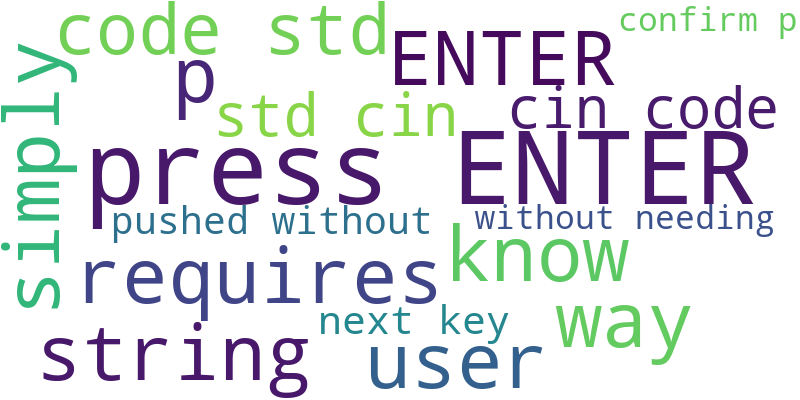 code std
confirm p
ENTER
p
simply
std cin
cin code
press ENTER
pushed without
without needing
know
requires
next key
way
string
user